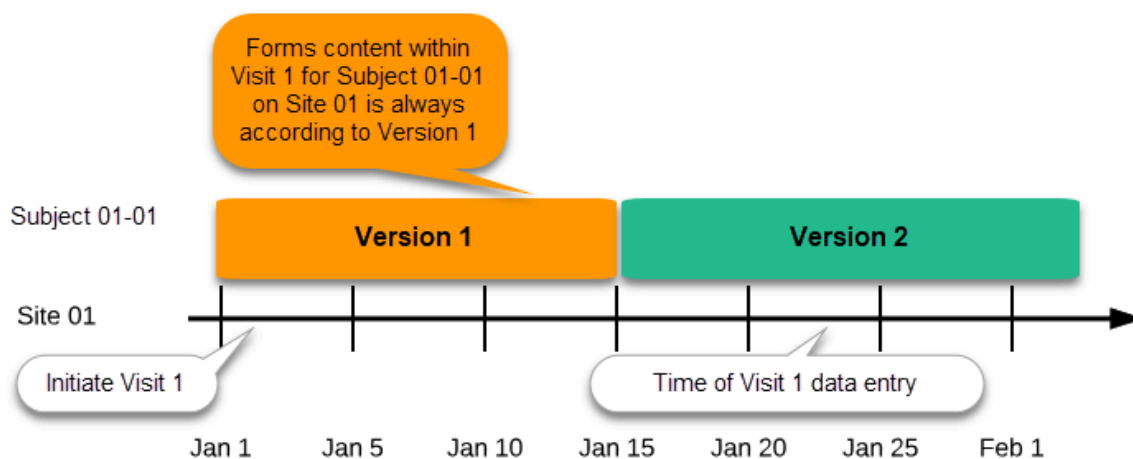 Forms content within
Visit 1 for Subject 01-01
on Site 01 is always
according to Version 1
Subject 01-01
Version 1
Version 2
Site 01
Initiate Visit 1
Time of Visit 1 data entry
Jan 1
Jan 5
Jan 10
Jan 15
Jan 20
Jan 25
Feb 1